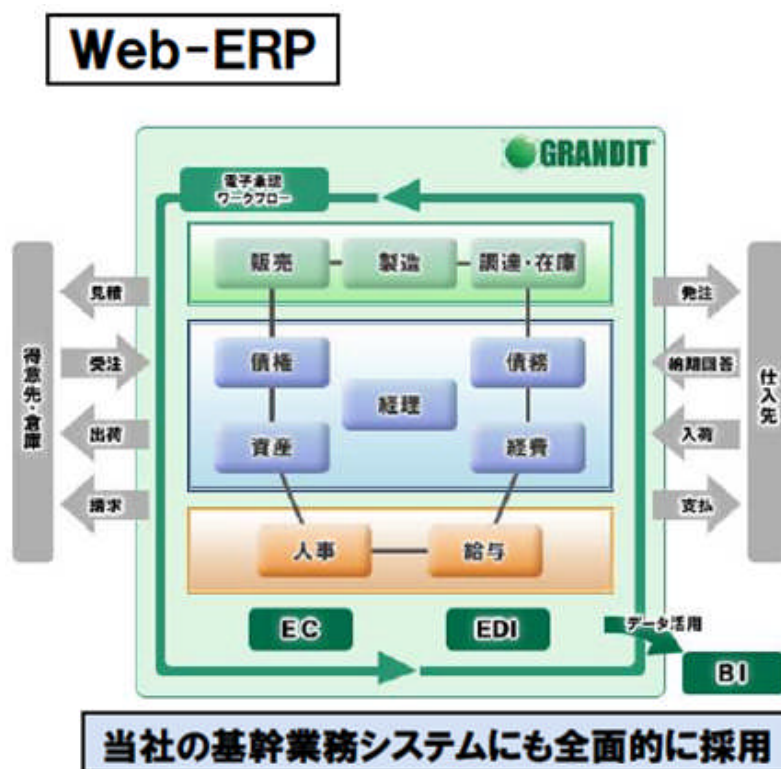 Web-ERP
GRANDIT
電子承認
ワークフロー
販売
製造
調達・在庫
債権
債務
経理
資産
経費
人事
給与
EC
EDI
データ活用
BI
得意先・倉庫
見積
受注
出荷
請求
発注
納期回答
入荷
支払
仕入先
当社の基幹業務システムにも全面的に採用